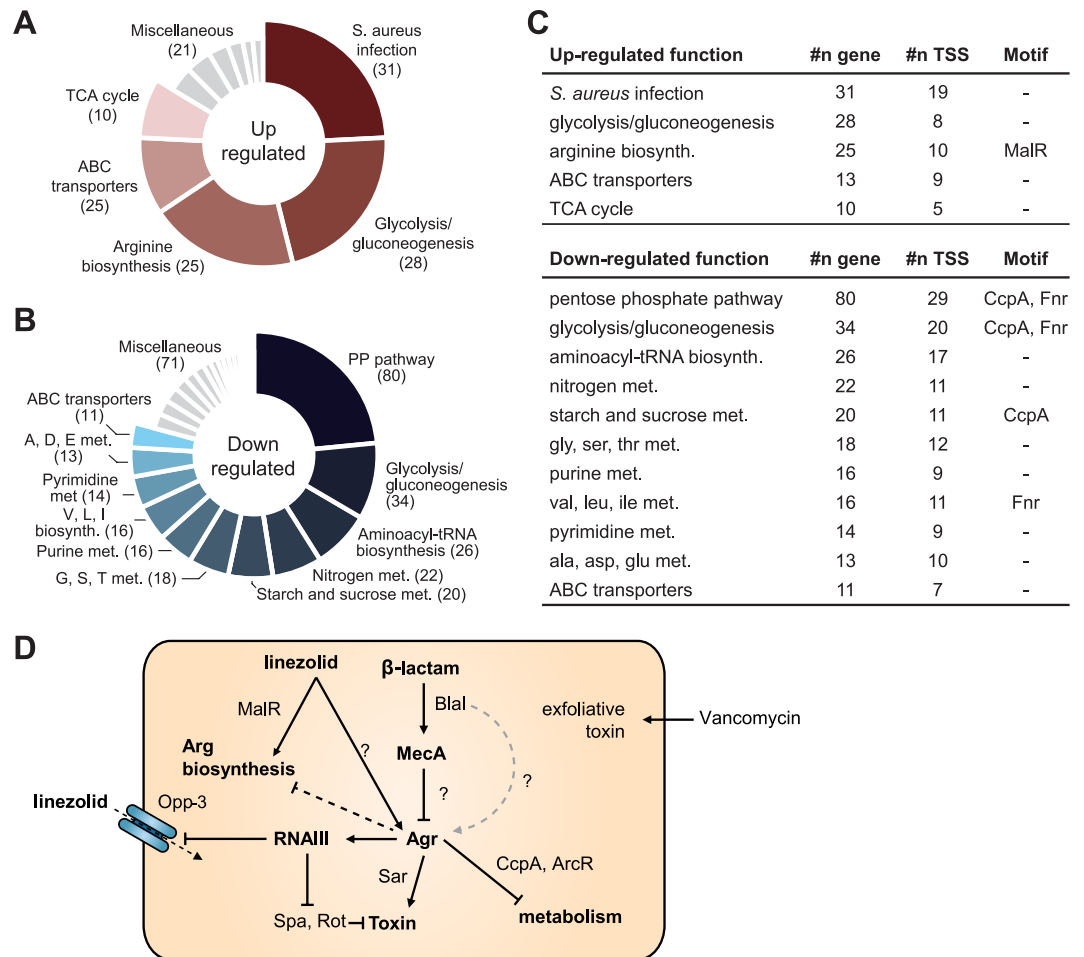 A
Miscellaneous
(21)
S. aureus
infection
(31)
TCA cycle
(10)
Up
regulated
ABC
transporters
(25)
Arginine
biosynthesis (25)
Glycolysis/
gluconeogenesis
(28)
B
Miscellaneous
(71)
PP pathway
(80)
ABC transporters
(11)
A, D, E met.
(13)
Down
regulated
Pyrimidine
met (14)
V, L, I
biosynth. (16)
Purine met. (16)
G, S, T met. (18)
Glycolysis/
gluconeogenesis
(34)
Aminoacyl-tRNA
biosynthesis (26)
Nitrogen met. (22)
Starch and sucrose met. (20)
C
Up-regulated function #n gene #n TSS Motif
S. aureus infection 31 19 -
glycolysis/gluconeogenesis 28 8 -
arginine biosynth. 25 10 MalR
ABC transporters 13 9 -
TCA cycle 10 5 -
Down-regulated function #n gene #n TSS Motif
pentose phosphate pathway 80 29 CcpA, Fnr
glycolysis/gluconeogenesis 34 20 CcpA, Fnr
aminoacyl-tRNA biosynth. 26 17 -
nitrogen met. 22 11 -
starch and sucrose met. 20 11 CcpA
gly, ser, thr met. 18 12 -
purine met. 16 9 -
val, leu, ile met. 16 11 Fnr
pyrimidine met. 14 9 -
ala, asp, glu met. 13 10 -
ABC transporters 11 7 -
D
linezolid
β-lactam
MalR
BlaI
exfoliative
toxin
Vancomycin
Arg
biosynthesis
?
MecA
?
?
linezolid
Opp-3
RNAIII
Agr
Sar
CcpA, ArcR
Spa, Rot
Toxin
metabolism